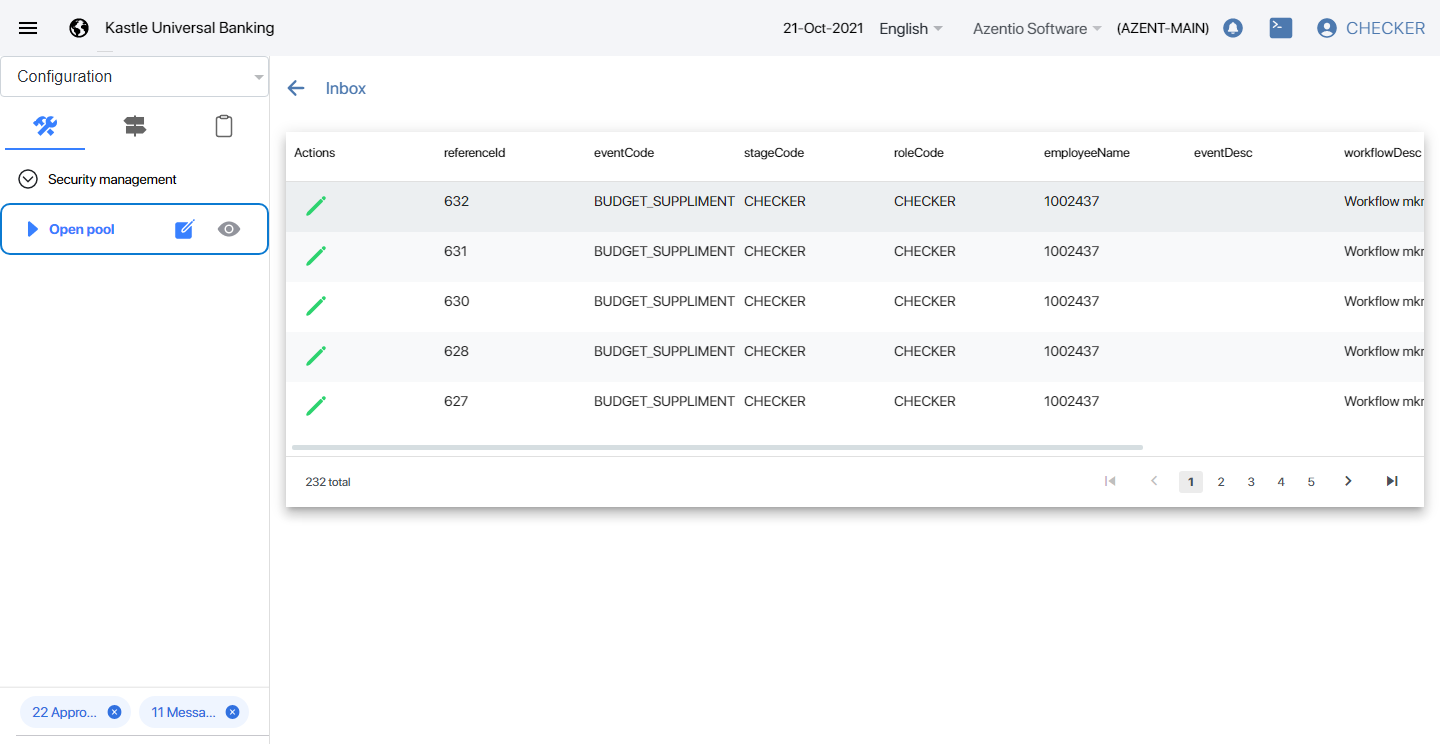 Kastle Universal Banking
21-Oct-2021 English Azentio Software (AZENT-MAIN) CHECKER
Configuration
Security management
Open pool
22 Appro... 11 Messa...
Inbox
Actions referenceId eventCode stageCode roleCode employeeName eventDesc workflowDesc
632 BUDGET_SUPPLIMENT CHECKER CHECKER 1002437 Workflow mkr
631 BUDGET_SUPPLIMENT CHECKER CHECKER 1002437 Workflow mkr
630 BUDGET_SUPPLIMENT CHECKER CHECKER 1002437 Workflow mkr
628 BUDGET_SUPPLIMENT CHECKER CHECKER 1002437 Workflow mkr
627 BUDGET_SUPPLIMENT CHECKER CHECKER 1002437 Workflow mkr
232 total 1 2 3 4 5